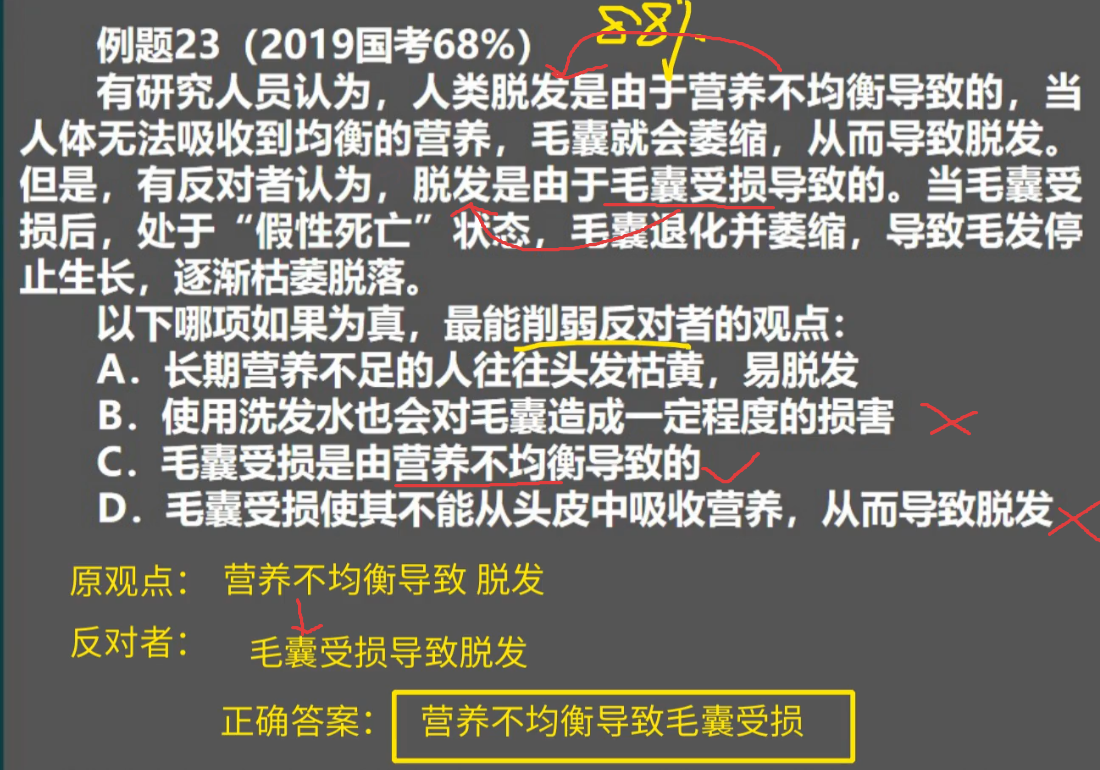 例题23（2019国考68%）
有研究人员认为，人类脱发是由于营养不均衡导致的，当
人体无法吸收到均衡的营养，毛囊就会萎缩，从而导致脱发。
但是，有反对者认为，脱发是由于毛囊受损导致的。当毛囊受
损后，处于“假性死亡”状态，毛囊退化并萎缩，导致毛发停
止生长，逐渐枯萎脱落。
以下哪项如果为真，最能削弱反对者的观点：
A．长期营养不足的人往往头发枯黄，易脱发
B．使用洗发水也会对毛囊造成一定程度的损害
C．毛囊受损是由营养不均衡导致的
D．毛囊受损使其不能从头皮中吸收营养，从而导致脱发
原观点： 营养不均衡导致 脱发
反对者： 毛囊受损导致脱发
正确答案： 营养不均衡导致毛囊受损